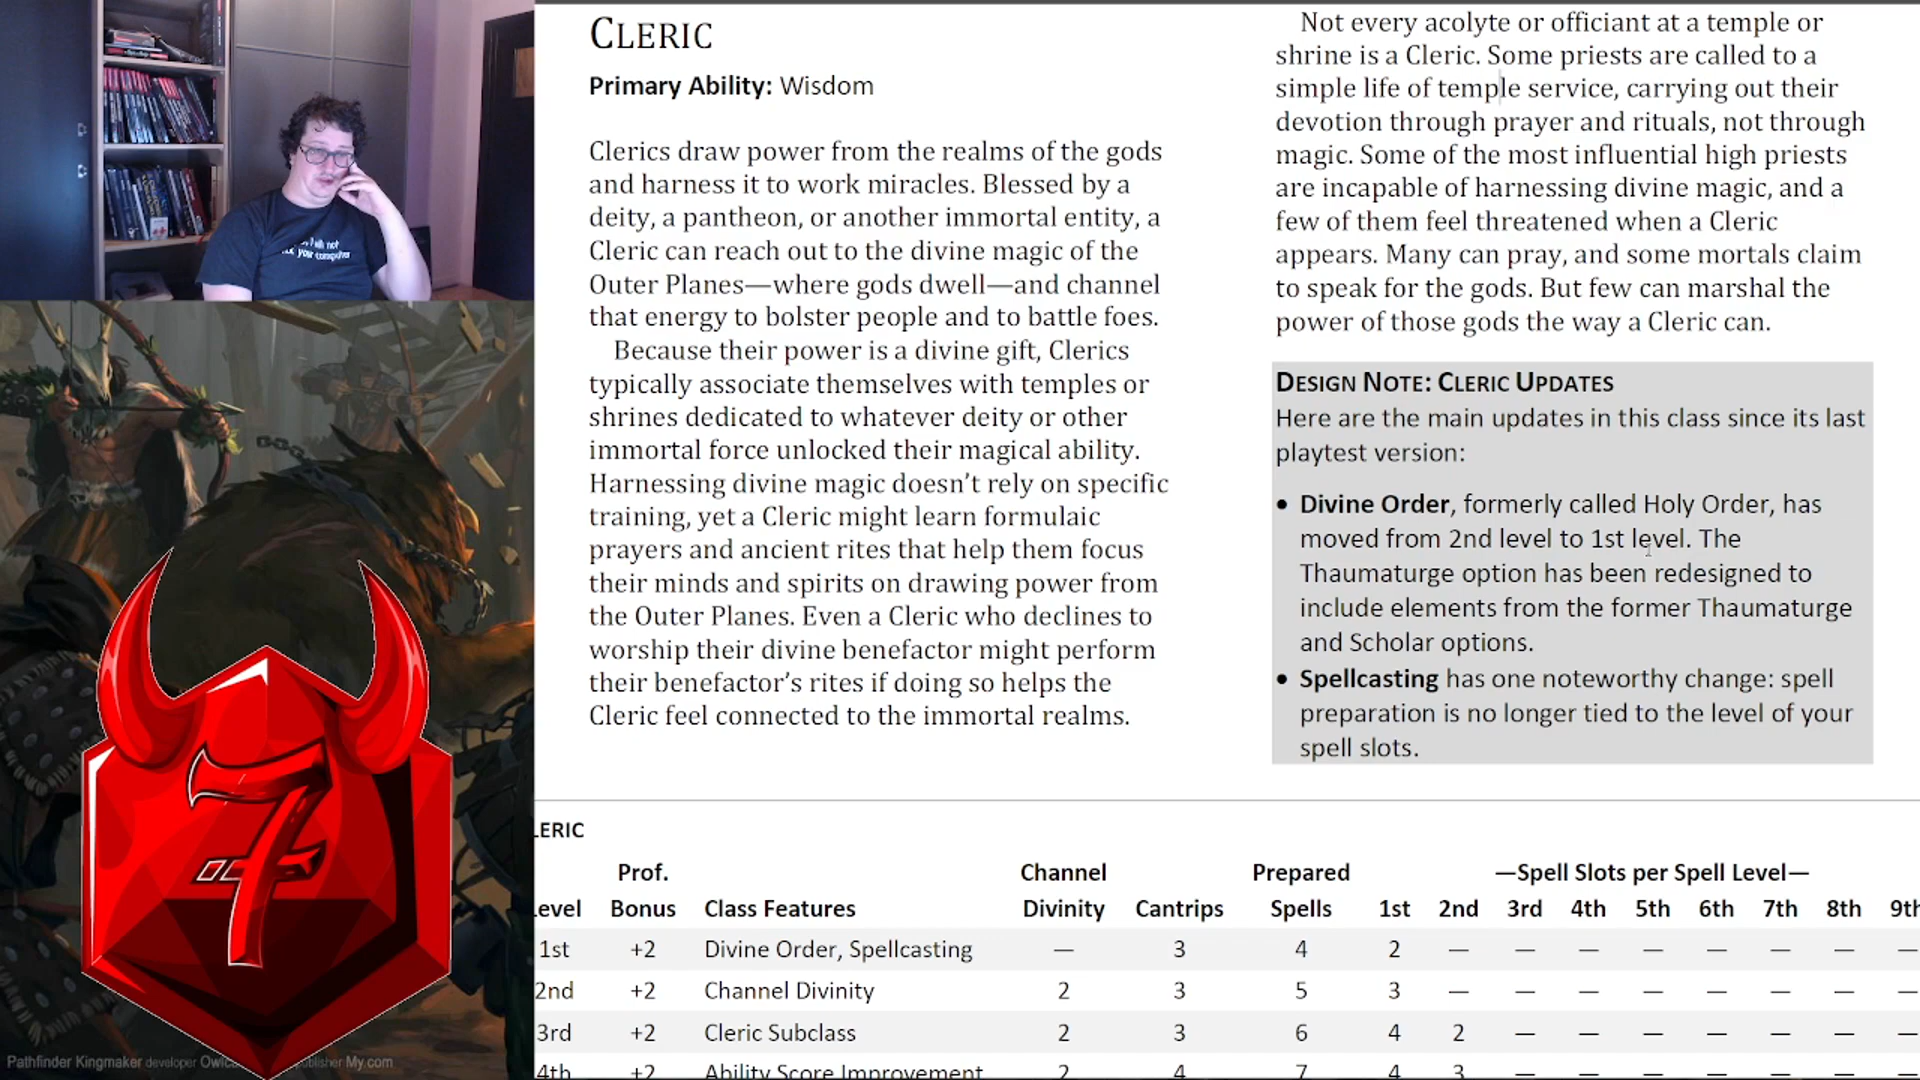 CLERIC
Primary Ability: Wisdom
Clerics draw power from the realms of the gods
and harness it to work miracles. Blessed by a
deity, a pantheon, or another immortal entity, a
Cleric can reach out to the divine magic of the
Outer Planes—where gods dwell—and channel
that energy to bolster people and to battle foes.
Because their power is a divine gift, Clerics
typically associate themselves with temples or
shrines dedicated to whatever deity or other
immortal force unlocked their magical ability.
Harnessing divine magic doesn’t rely on specific
training, yet a Cleric might learn formulaic
prayers and ancient rites that help them focus
their minds and spirits on drawing power from
the Outer Planes. Even a Cleric who declines to
worship their divine benefactor might perform
their benefactor’s rites if doing so helps the
Cleric feel connected to the immortal realms.
Not every acolyte or officiant at a temple or
shrine is a Cleric. Some priests are called to a
simple life of temple service, carrying out their
devotion through prayer and rituals, not through
magic. Some of the most influential high priests
are incapable of harnessing divine magic, and a
few of them feel threatened when a Cleric
appears. Many can pray, and some mortals claim
to speak for the gods. But few can marshal the
power of those gods the way a Cleric can.
DESIGN NOTE: CLERIC UPDATES
Here are the main updates in this class since its last
playtest version:
• Divine Order, formerly called Holy Order, has
moved from 2nd level to 1st level. The
Thaumaturge option has been redesigned to
include elements from the former Thaumaturge
and Scholar options.
• Spellcasting has one noteworthy change: spell
preparation is no longer tied to the level of your
spell slots.
LERIC
Prof. Channel Prepared —Spell Slots per Spell Level—
evel Bonus Class Features Divinity Cantrips Spells 1st 2nd 3rd 4th 5th 6th 7th 8th 9th
1st +2 Divine Order, Spellcasting — 3 4 2 — — — — — — — —
2nd +2 Channel Divinity 2 3 5 3 — — — — — — — —
3rd +2 Cleric Subclass 2 3 6 4 2 — — — — — — —
4th +2 Ability Score Improvement 2 4 7 4 3 — — — — — — —
7
Pathfinder Kingmaker developer Owlc
blisher My.com